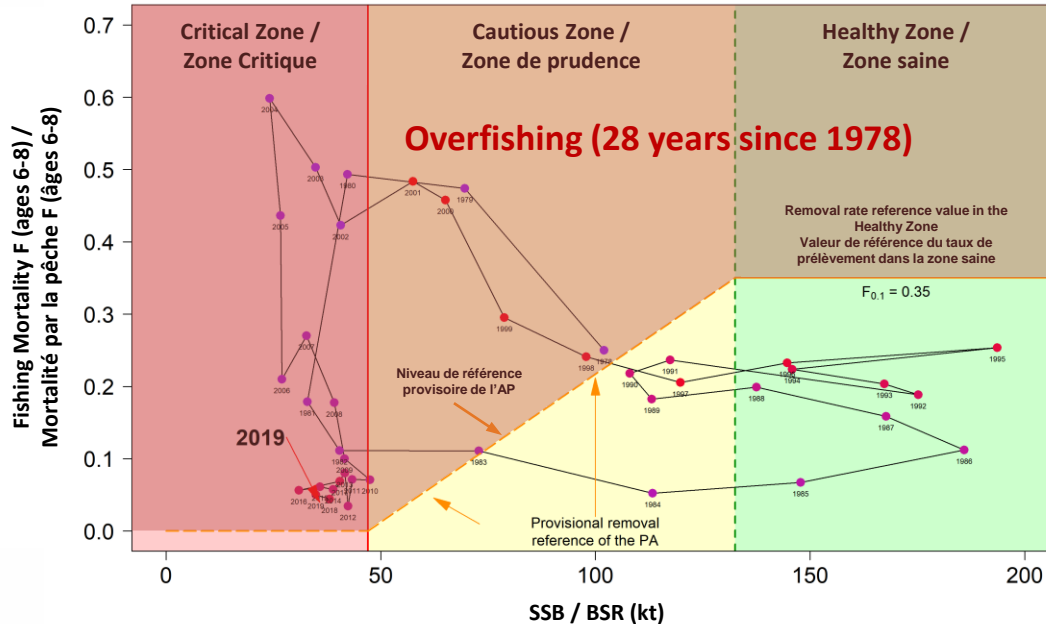 Fishing Mortality F (ages 6-8) /
Mortalité par la pêche F (âges 6-8)
0.7
0.6
0.5
0.4
0.3
0.2
0.1
0.0
Critical Zone /
Zone Critique
Cautious Zone /
Zone de prudence
Healthy Zone /
Zone saine
Overfishing (28 years since 1978)
Removal rate reference value in the
Healthy Zone
Valeur de référence du taux de
prélèvement dans la zone saine
F0.1 = 0.35
Niveau de référence
provisoire de l'AP
Provisional removal
reference of the PA
2019
2004
2003
1980
2001
1979
2000
2005
2002
1999
1978
1998
2007
2006
1981
2008
1990
1991
1989
1997
1988
1994
1995
1993
1992
1987
1986
1985
1984
1983
1982
2009
2010
2011
2012
2016
2018
2019
0
50
100
150
200
SSB / BSR (kt)